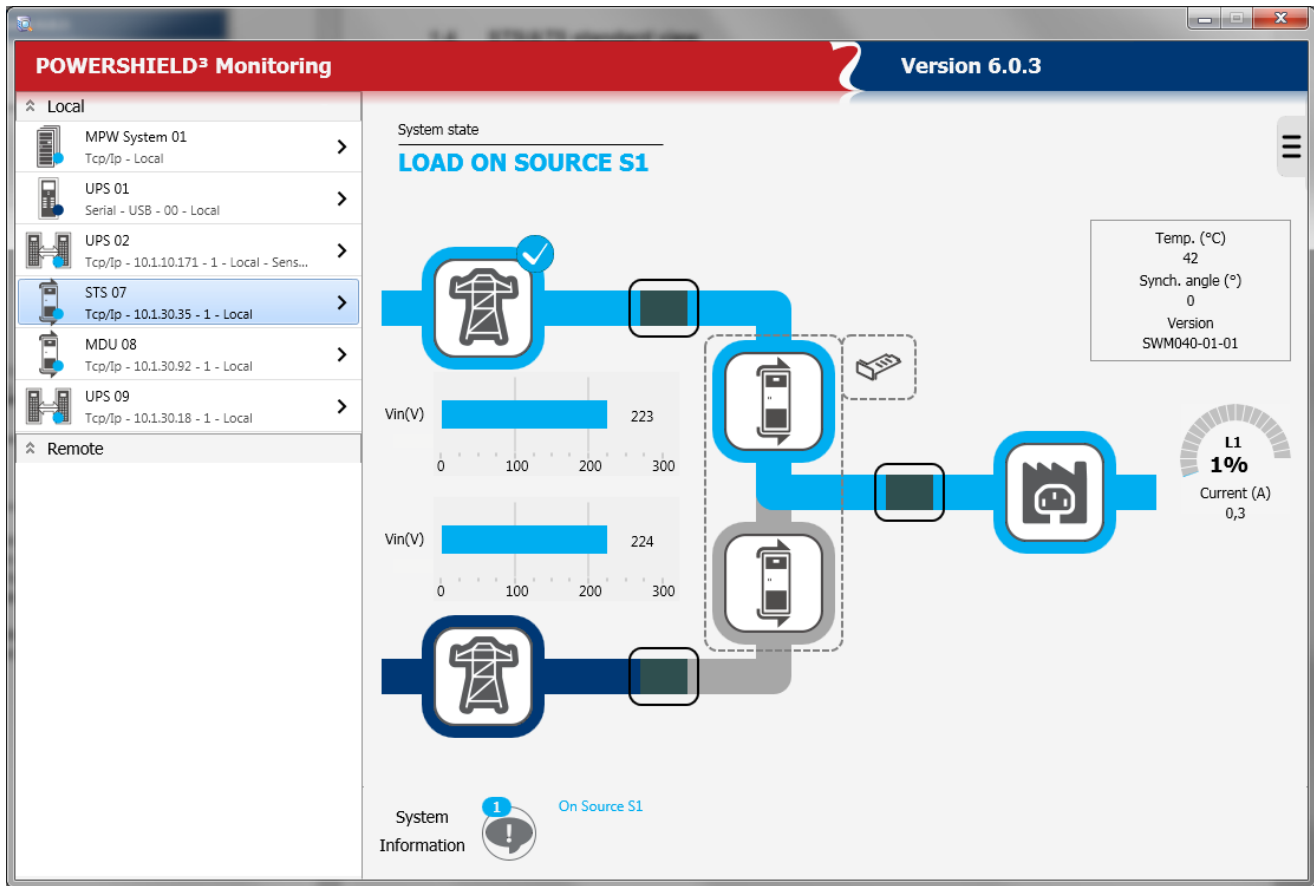 POWERSHIELD³ Monitoring
Version 6.0.3
Local
MPW System 01
Tcp/Ip - Local
UPS 01
Serial - USB - 00 - Local
UPS 02
Tcp/Ip - 10.1.10.171 - 1 - Local - Sens...
STS 07
Tcp/Ip - 10.1.30.35 - 1 - Local
MDU 08
Tcp/Ip - 10.1.30.92 - 1 - Local
UPS 09
Tcp/Ip - 10.1.30.18 - 1 - Local
Remote
System state
LOAD ON SOURCE S1
Temp. (°C)
42
Synch. angle (°)
0
Version
SWM040-01-01
Vin(V)
223
0 100 200 300
Vin(V)
224
0 100 200 300
L1
1%
Current (A)
0,3
System
Information
1
On Source S1